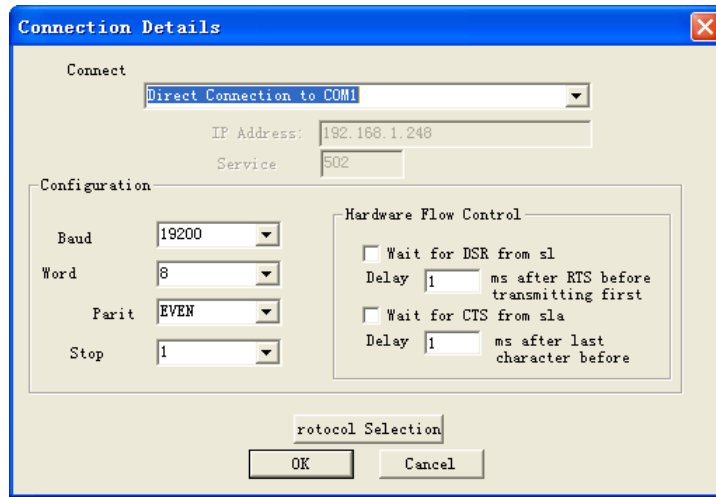 Connection Details
Connect
Direct Connection to COM1
IP Address: 192.168.1.248
Service 502
Configuration
Baud 19200
Word 8
Parit EVEN
Stop 1
Hardware Flow Control
Wait for DSR from sl
Delay 1 ms after RTS before
transmitting first
Wait for CTS from sla
Delay 1 ms after last
character before
rotocol Selection
OK Cancel